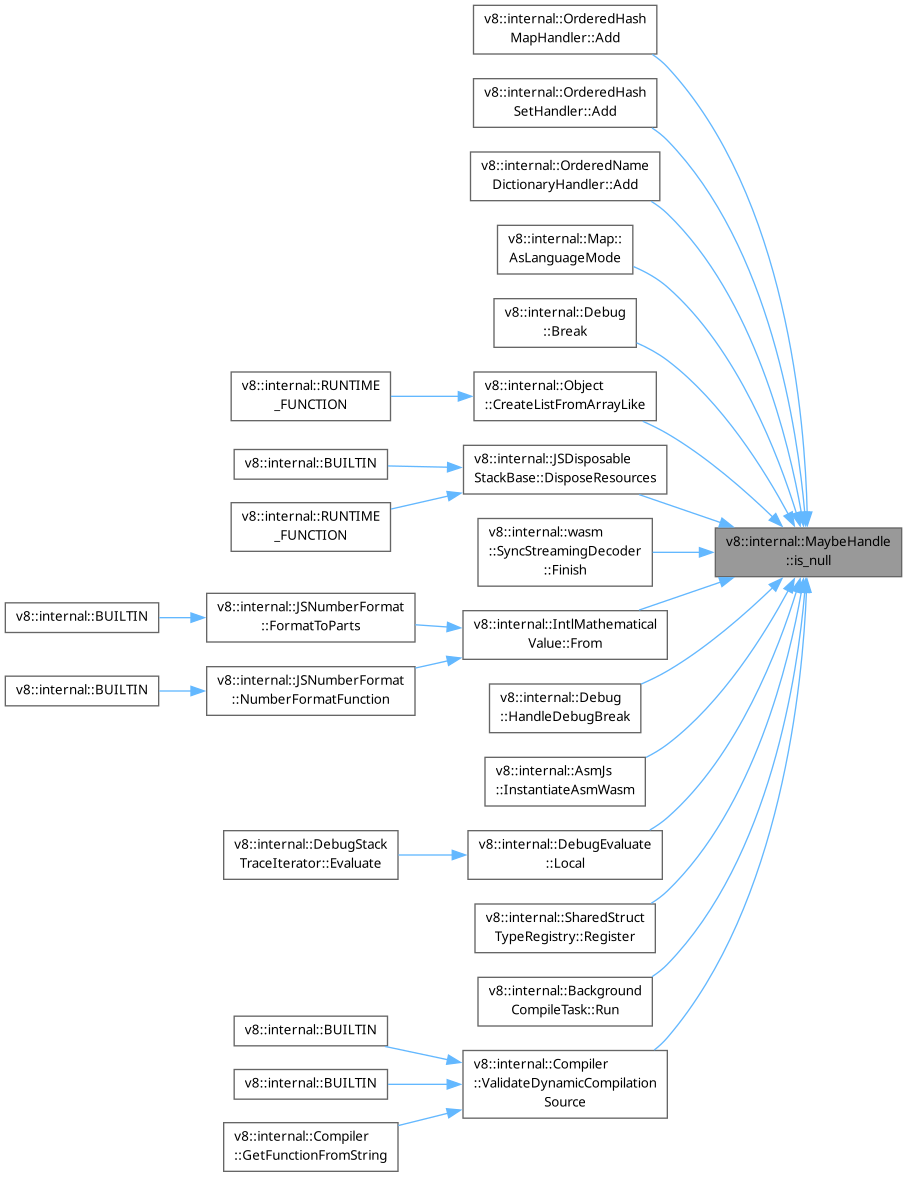 v8::internal::OrderedHash
MapHandler::Add
v8::internal::OrderedHash
SetHandler::Add
v8::internal::OrderedName
DictionaryHandler::Add
v8::internal::Map::
AsLanguageMode
v8::internal::Debug
::Break
v8::internal::RUNTIME
_FUNCTION
v8::internal::Object
::CreateListFromArrayLike
v8::internal::BUILTIN
v8::internal::JSDisposable
StackBase::DisposeResources
v8::internal::RUNTIME
_FUNCTION
v8::internal::wasm
::SyncStreamingDecoder
::Finish
v8::internal::MaybeHandle
::is_null
v8::internal::BUILTIN
v8::internal::JSNumberFormat
::FormatToParts
v8::internal::IntlMathematical
Value::From
v8::internal::BUILTIN
v8::internal::JSNumberFormat
::NumberFormatFunction
v8::internal::Debug
::HandleDebugBreak
v8::internal::AsmJs
::InstantiateAsmWasm
v8::internal::DebugStack
TraceIterator::Evaluate
v8::internal::DebugEvaluate
::Local
v8::internal::SharedStruct
TypeRegistry::Register
v8::internal::Background
CompileTask::Run
v8::internal::BUILTIN
v8::internal::BUILTIN
v8::internal::Compiler
::ValidateDynamicCompilation
Source
v8::internal::Compiler
::GetFunctionFromString